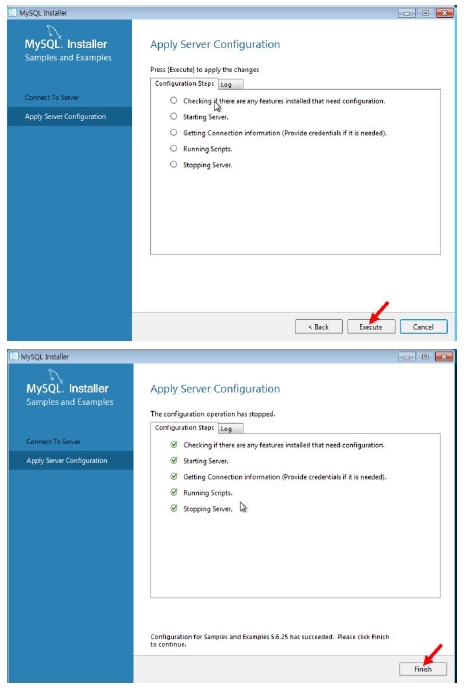 MySQL Installer
MySQL. Installer
Samples and Examples
Connect To Server
Apply Server Configuration
Apply Server Configuration
Press [Execute] to apply the changes
Configuration Steps Log
Checking if there are any features installed that need configuration.
Starting Server.
Getting Connection information (Provide credentials if it is needed).
Running Scripts.
Stopping Server.
< Back Execute Cancel
MySQL Installer
MySQL. Installer
Samples and Examples
Connect To Server
Apply Server Configuration
Apply Server Configuration
The configuration operation has stopped.
Configuration Steps Log
Checking if there are any features installed that need configuration.
Starting Server.
Getting Connection information (Provide credentials if it is needed).
Running Scripts.
Stopping Server.
Configuration for Samples and Examples 5.6.25 has succeeded. Please click Finish
to continue.
Finish